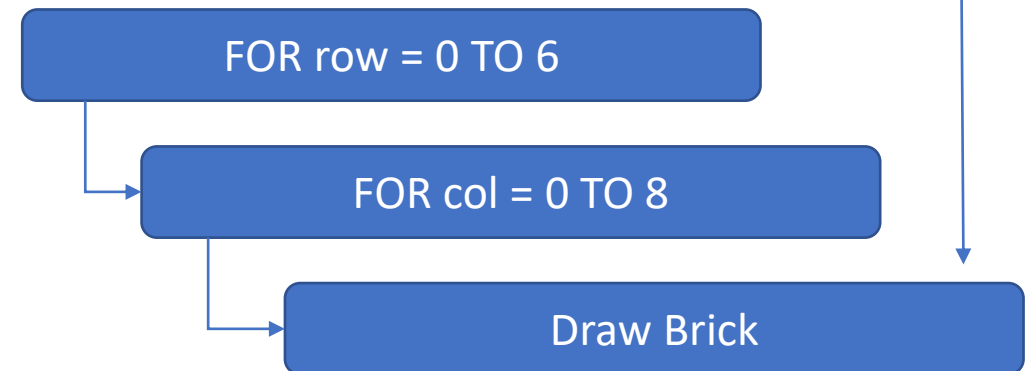 FOR row = 0 TO 6
FOR col = 0 TO 8
Draw Brick